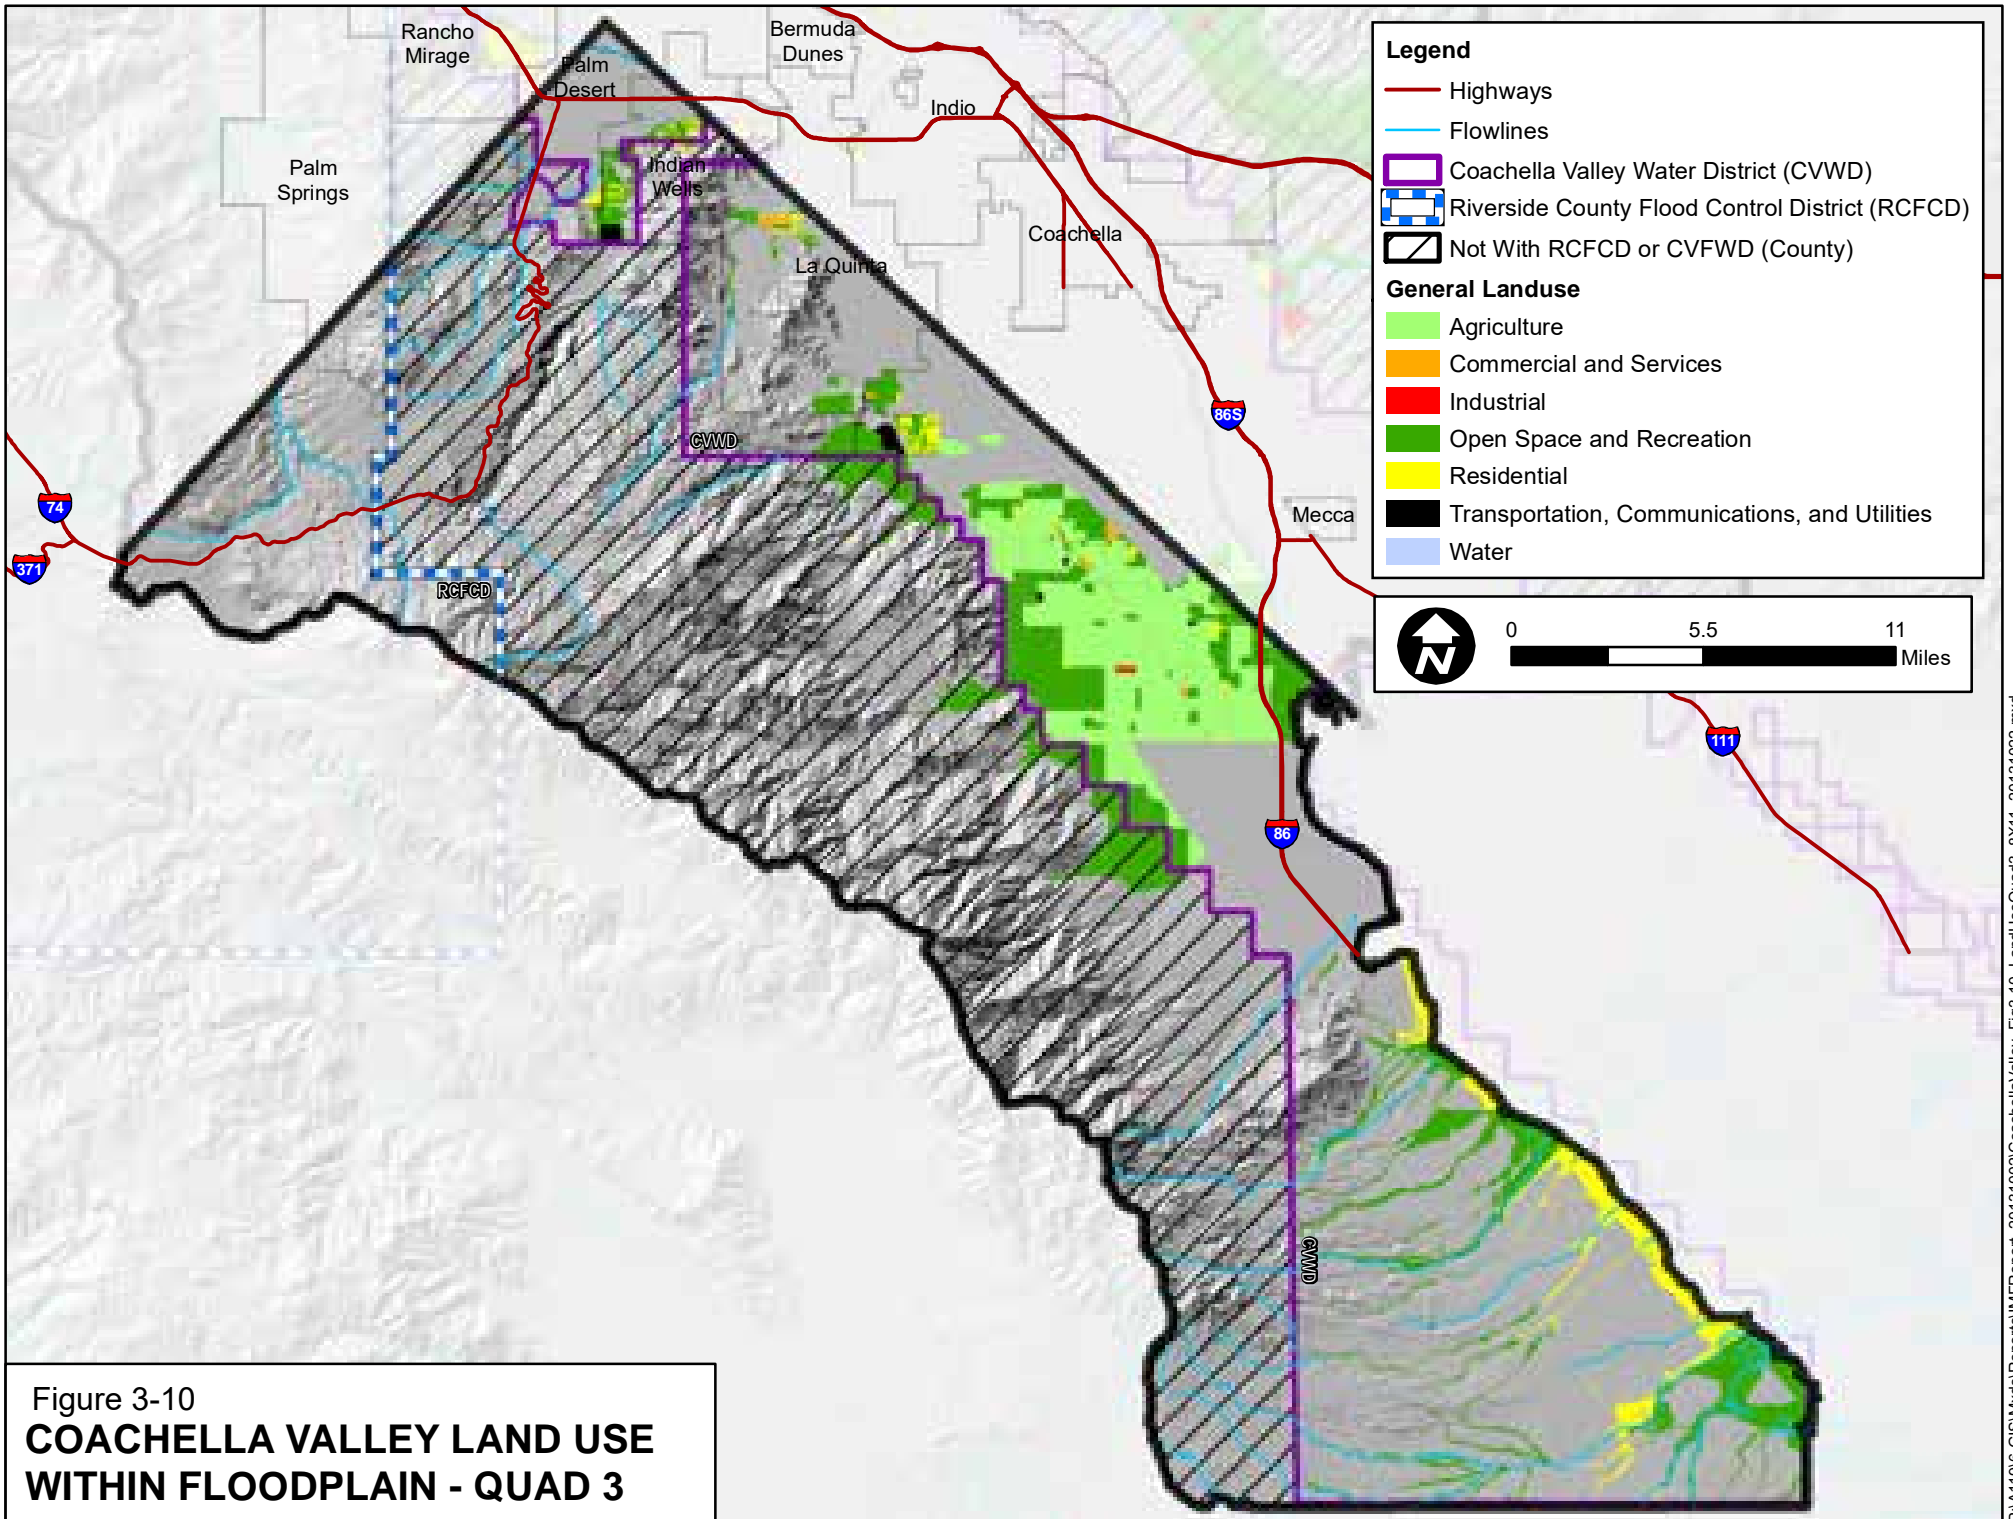 Rancho
Mirage
Bermuda
Dunes
Palm
Desert
Indio
Palm
Springs
Indian
Wells
Coachella
La Quinta
CVWD
86S
Mecca
74
371
RCFCD
111
86
CVWD
Legend
Highways
Flowlines
Coachella Valley Water District (CVWD)
Riverside County Flood Control District (RCFCD)
Not With RCFCD or CVFWD (County)
General Landuse
Agriculture
Commercial and Services
Industrial
Open Space and Recreation
Residential
Transportation, Communications, and Utilities
Water
N
0 5.5 11
Miles
Figure 3-10
COACHELLA VALLEY LAND USE
WITHIN FLOODPLAIN - QUAD 3